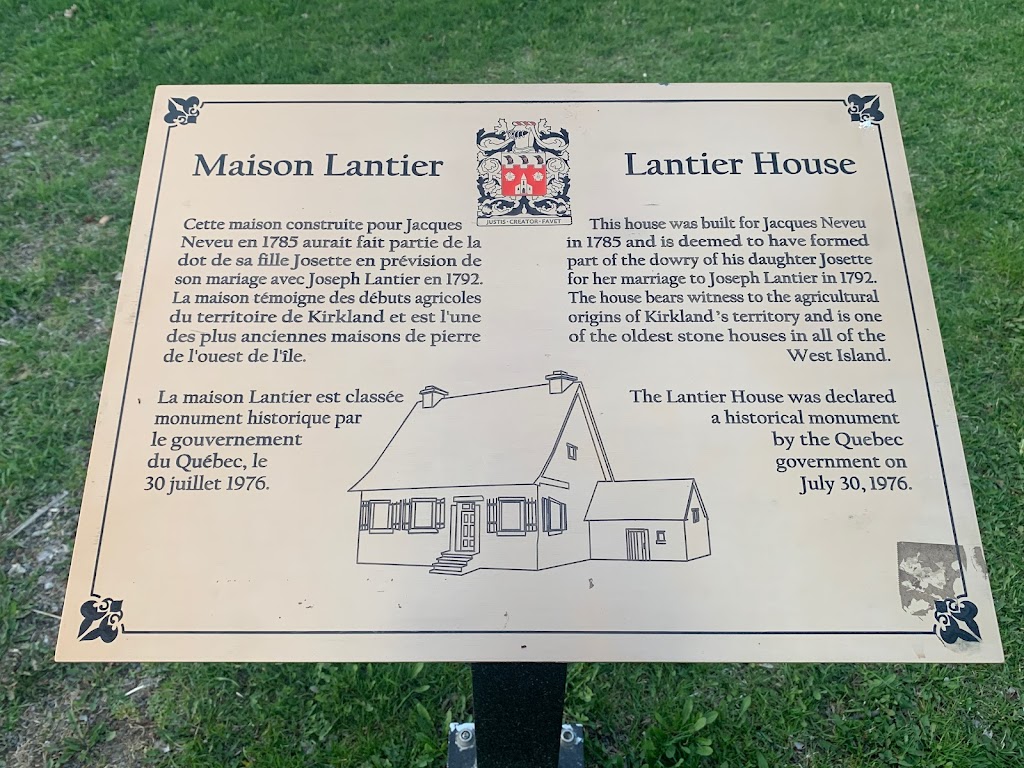 Maison Lantier
Cette maison construite pour Jacques
Neveu en 1785 aurait fait partie de la
dot de sa fille Josette en prévision de
son mariage avec Joseph Lantier en 1792.
La maison témoigne des débuts agricoles
du territoire de Kirkland et est l'une
des plus anciennes maisons de pierre
de l'ouest de l'île.
La maison Lantier est classée
monument historique par
le gouvernement
du Québec, le
30 juillet 1976.
JUSTIS·CREATOR·FAVET
Lantier House
This house was built for Jacques Neveu
in 1785 and is deemed to have formed
part of the dowry of his daughter Josette
for her marriage to Joseph Lantier in 1792.
The house bears witness to the agricultural
origins of Kirkland's territory and is one
of the oldest stone houses in all of the
West Island.
The Lantier House was declared
a historical monument
by the Quebec
government on
July 30, 1976.